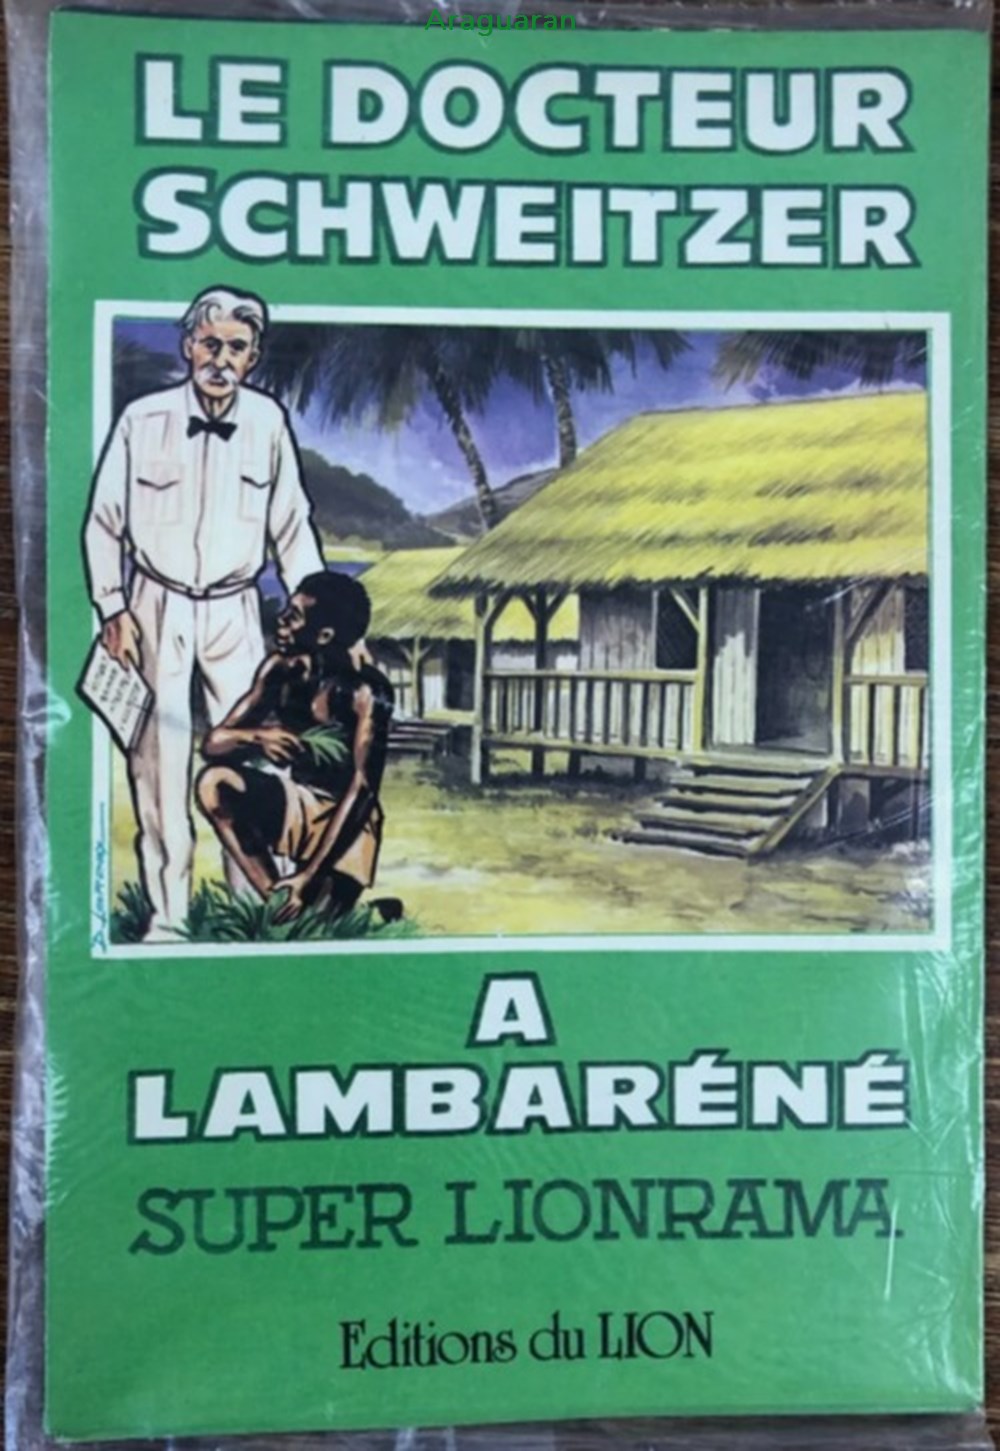 Araguaran
LE DOCTEUR
SCHWEITZER
A
LAMBARÉNÉ
SUPER LIONRAMA
Editions du LION